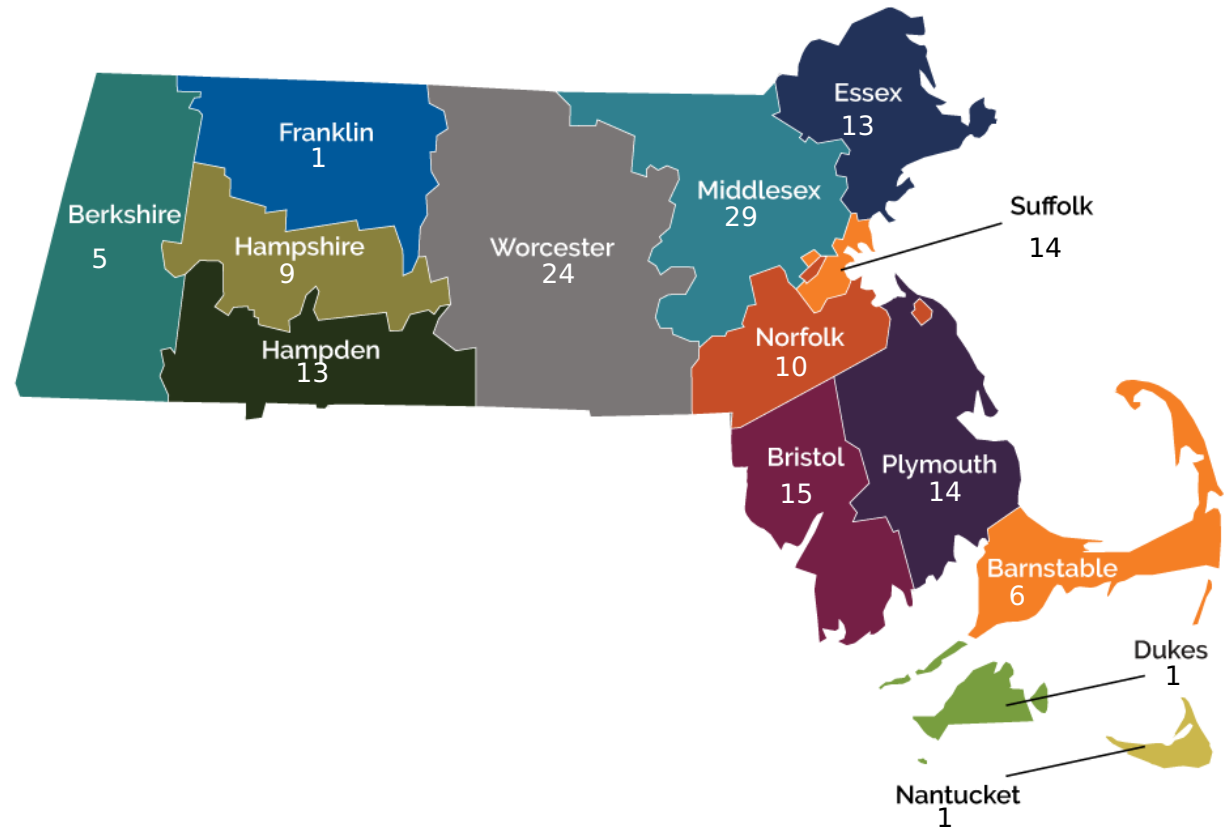 Essex
13
Franklin
1
Middlesex
29
Suffolk
14
Berkshire
5
Hampshire
9
Worcester
24
Norfolk
10
Hampden
13
Bristol
15
Plymouth
14
Barnstable
6
Dukes
1
Nantucket
1